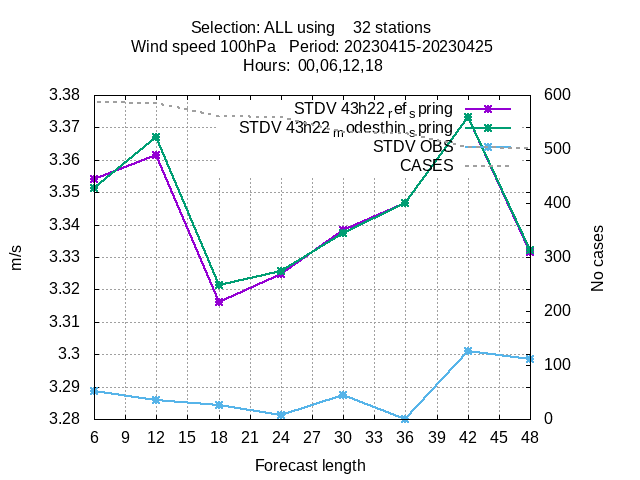 Selection: ALL using    32 stations
Wind speed 100hPa   Period: 20230415-20230425
Hours: 00,06,12,18
STDV 43h22 ref spring
STDV 43h22 modesthin spring
STDV OBS
CASES
3.38
3.37
3.36
3.35
3.34
3.33
3.32
3.31
3.3
3.29
3.28
600
500
400
300
200
100
0
m/s
No cases
6 9 12 15 18 21 24 27 30 33 36 39 42 45 48
Forecast length